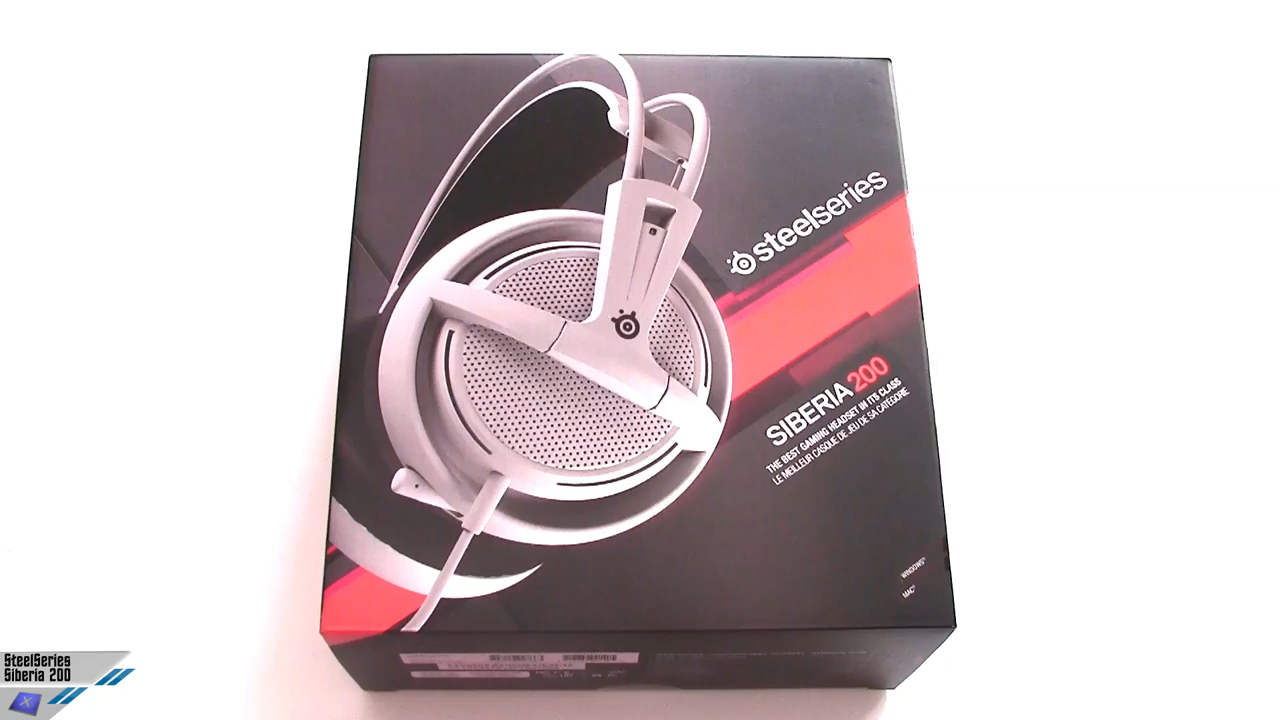 steelseries
SIBERIA 200
THE BEST GAMING HEADSET IN ITS CLASS
LE MEILLEUR CASQUE DE JEU DE SA CATÉGORIE
WINDOWS®
MAC®
SteelSeries
Siberia 200
X